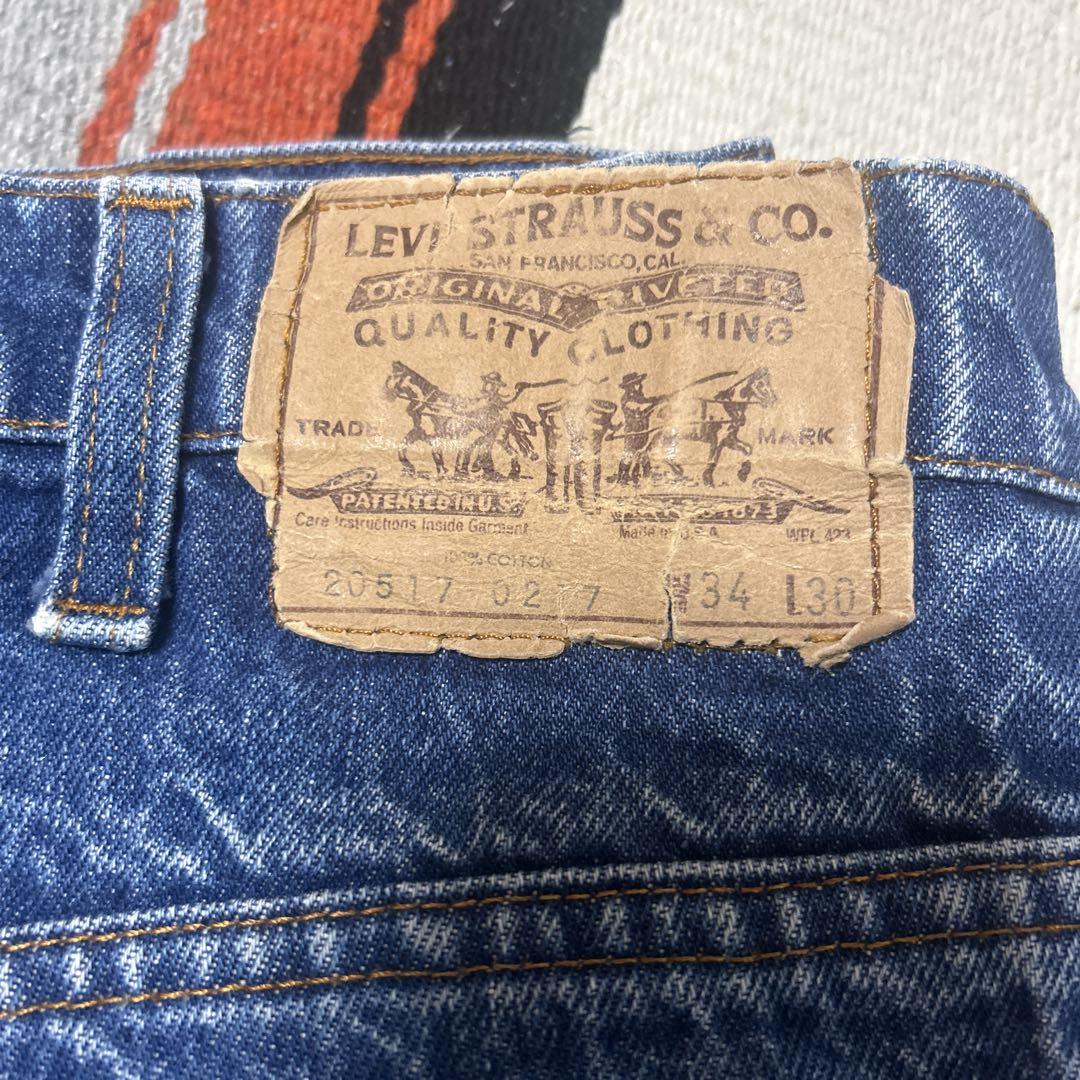 LEVI STRAUSS & CO.
SAN FRANCISCO, CAL.
ORIGINAL RIVETED
QUALITY CLOTHING
TRADE MARK
PATENTED IN U.S. 1873
Care Instructions Inside Garment Made in U.S.A. WPL 423
100% COTTON
20517 W34 L30